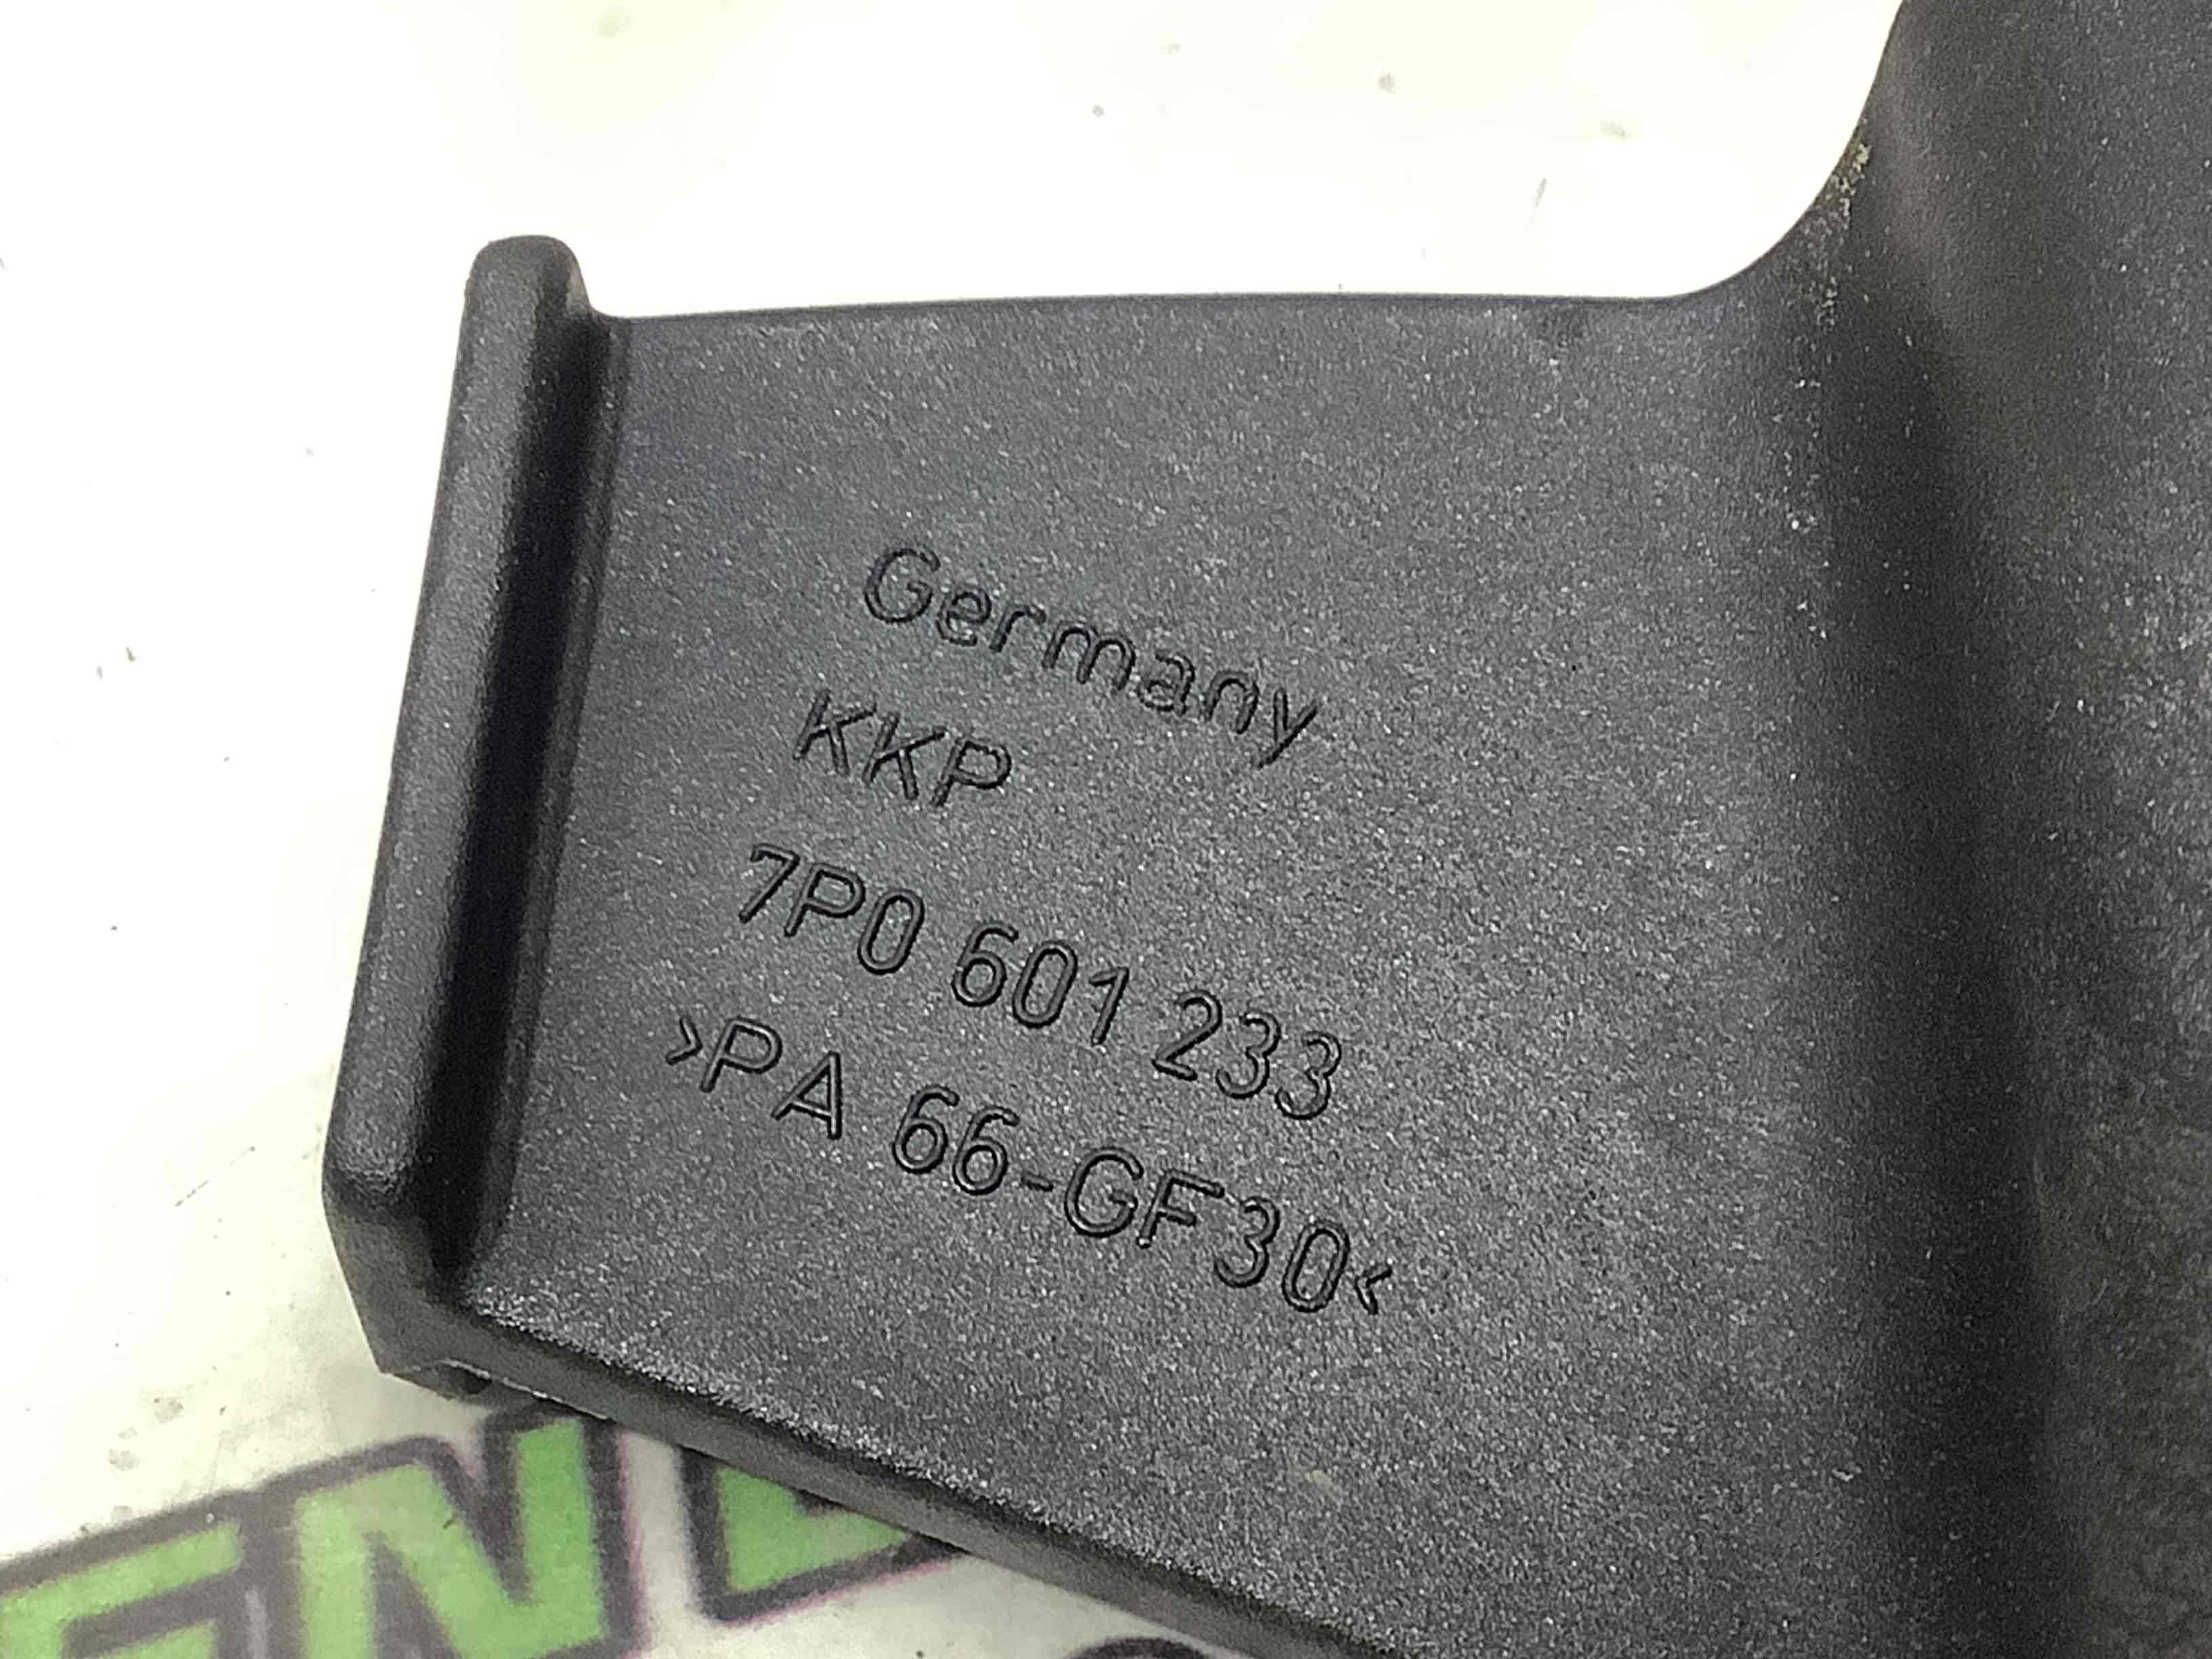 Germany
KKP
7P0 601 233
>PA 66-GF30<